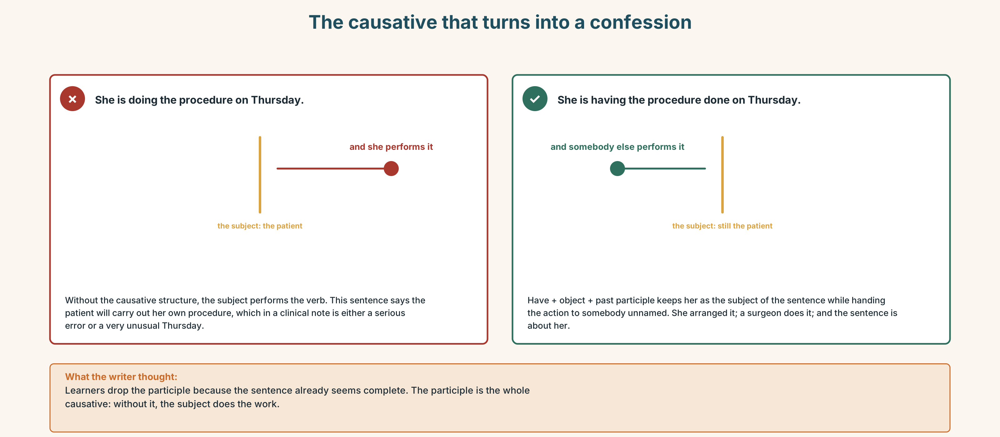 The causative that turns into a confession
She is doing the procedure on Thursday.
and she performs it
the subject: the patient
Without the causative structure, the subject performs the verb. This sentence says the
patient will carry out her own procedure, which in a clinical note is either a serious
error or a very unusual Thursday.
She is having the procedure done on Thursday.
and somebody else performs it
the subject: still the patient
Have + object + past participle keeps her as the subject of the sentence while handing
the action to somebody unnamed. She arranged it; a surgeon does it; and the sentence is
about her.
What the writer thought:
Learners drop the participle because the sentence already seems complete. The participle is the whole
causative: without it, the subject does the work.